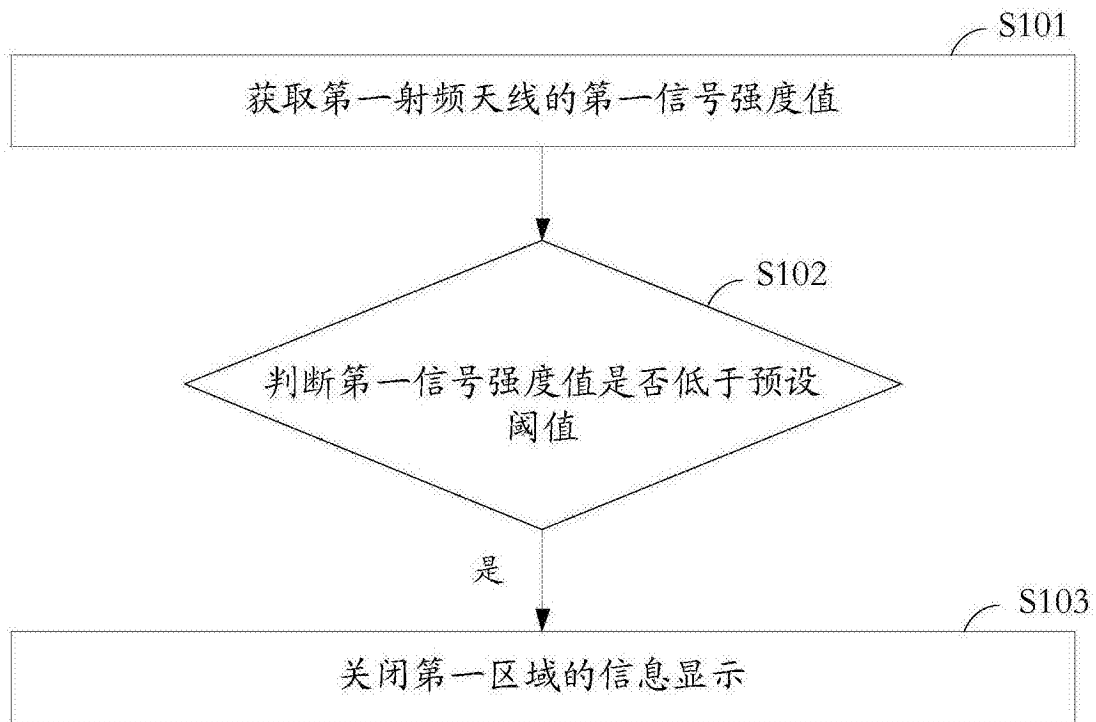 S101
获取第一射频天线的第一信号强度值
S102
判断第一信号强度值是否低于预设
阈值
是
S103
关闭第一区域的信息显示